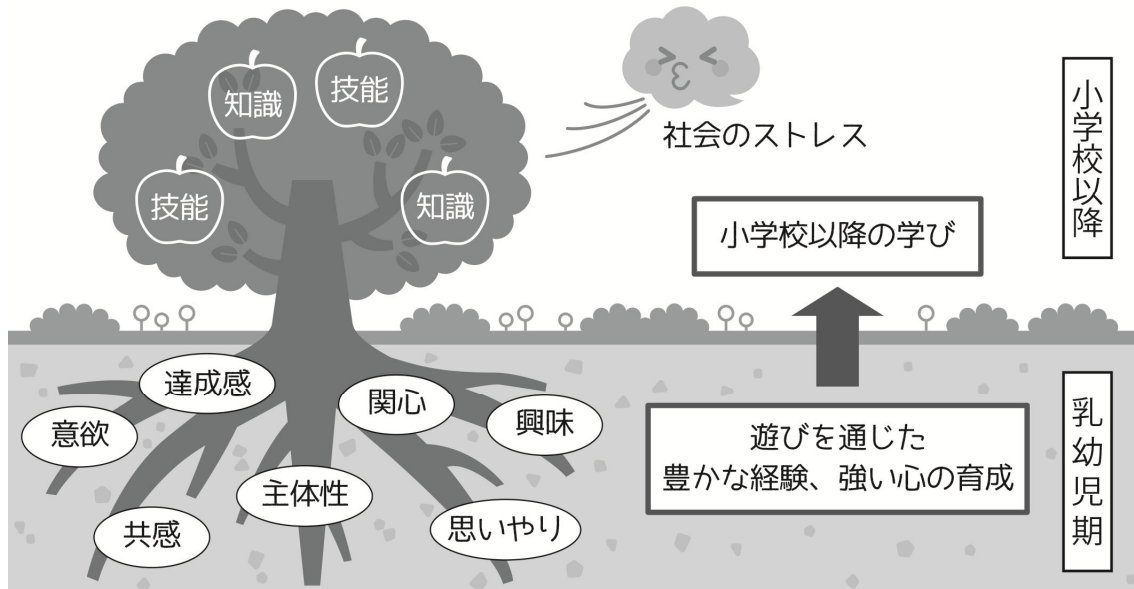 知識
技能
技能
知識
社会のストレス
小学校以降
小学校以降の学び
達成感
関心
意欲
興味
主体性
共感
思いやり
遊びを通じた
豊かな経験、強い心の育成
乳幼児期